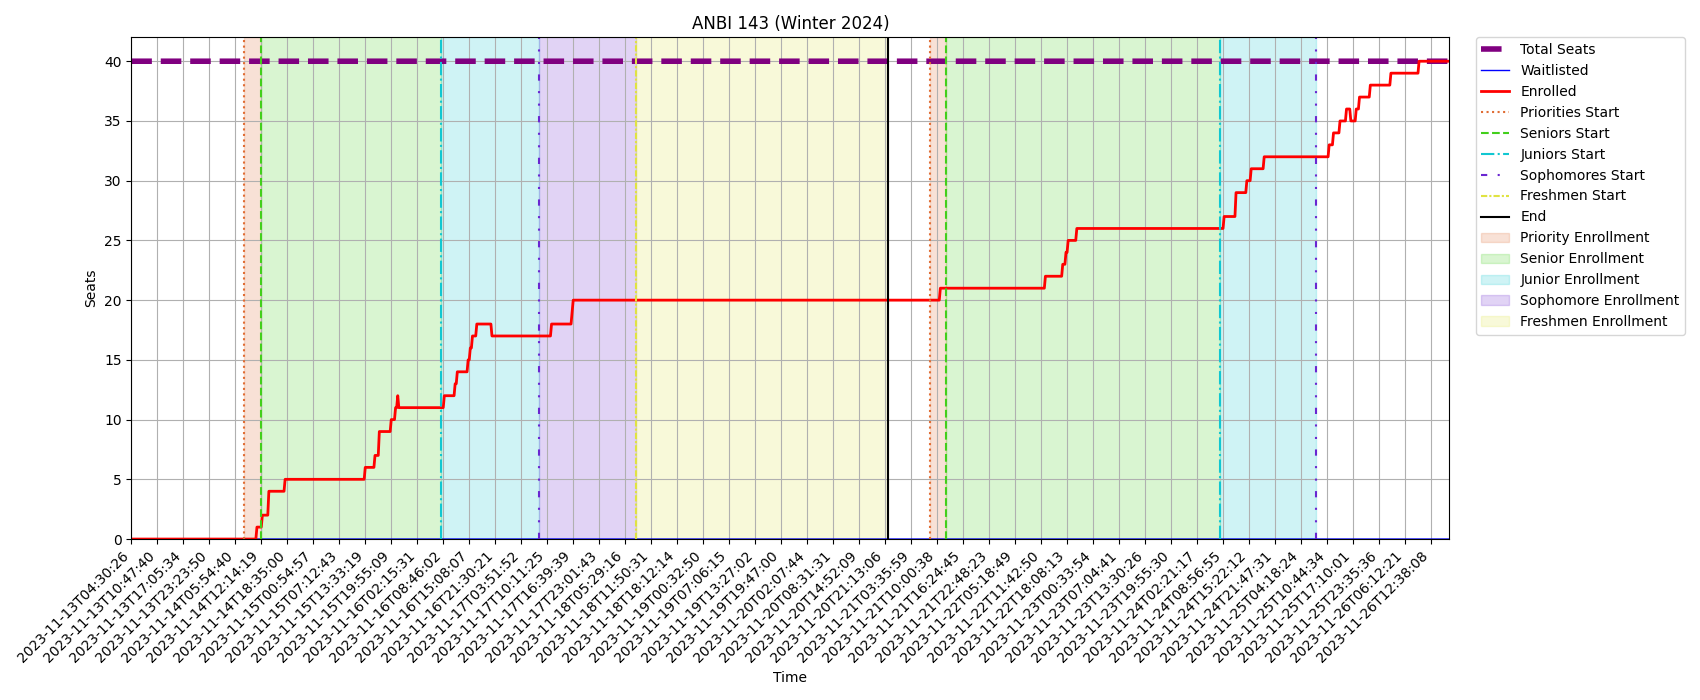 ANBI 143 (Winter 2024)
Seats
40
35
30
25
20
15
10
5
0
2023-11-13T04:30:26
2023-11-13T10:47:40
2023-11-13T17:05:34
2023-11-13T23:23:50
2023-11-14T05:54:40
2023-11-14T12:14:19
2023-11-14T18:35:00
2023-11-15T00:54:57
2023-11-15T07:12:43
2023-11-15T13:33:19
2023-11-15T19:55:09
2023-11-16T02:15:31
2023-11-16T08:46:02
2023-11-16T15:08:07
2023-11-16T21:30:21
2023-11-17T03:51:52
2023-11-17T10:11:25
2023-11-17T16:39:39
2023-11-17T23:01:43
2023-11-18T05:29:16
2023-11-18T11:50:31
2023-11-18T18:12:14
2023-11-19T00:32:50
2023-11-19T07:06:15
2023-11-19T13:27:02
2023-11-19T19:47:00
2023-11-20T02:07:44
2023-11-20T08:31:31
2023-11-20T14:52:09
2023-11-20T21:13:06
2023-11-21T03:35:59
2023-11-21T10:00:38
2023-11-21T16:24:45
2023-11-21T22:48:23
2023-11-22T05:18:49
2023-11-22T11:42:50
2023-11-22T18:08:13
2023-11-23T00:33:54
2023-11-23T07:04:41
2023-11-23T13:30:26
2023-11-23T19:55:30
2023-11-24T02:21:17
2023-11-24T08:56:55
2023-11-24T15:22:12
2023-11-24T21:47:31
2023-11-25T04:18:24
2023-11-25T10:44:34
2023-11-25T17:10:01
2023-11-25T23:35:36
2023-11-26T06:12:21
2023-11-26T12:38:08
Time
Total Seats
Waitlisted
Enrolled
Priorities Start
Seniors Start
Juniors Start
Sophomores Start
Freshmen Start
End
Priority Enrollment
Senior Enrollment
Junior Enrollment
Sophomore Enrollment
Freshmen Enrollment